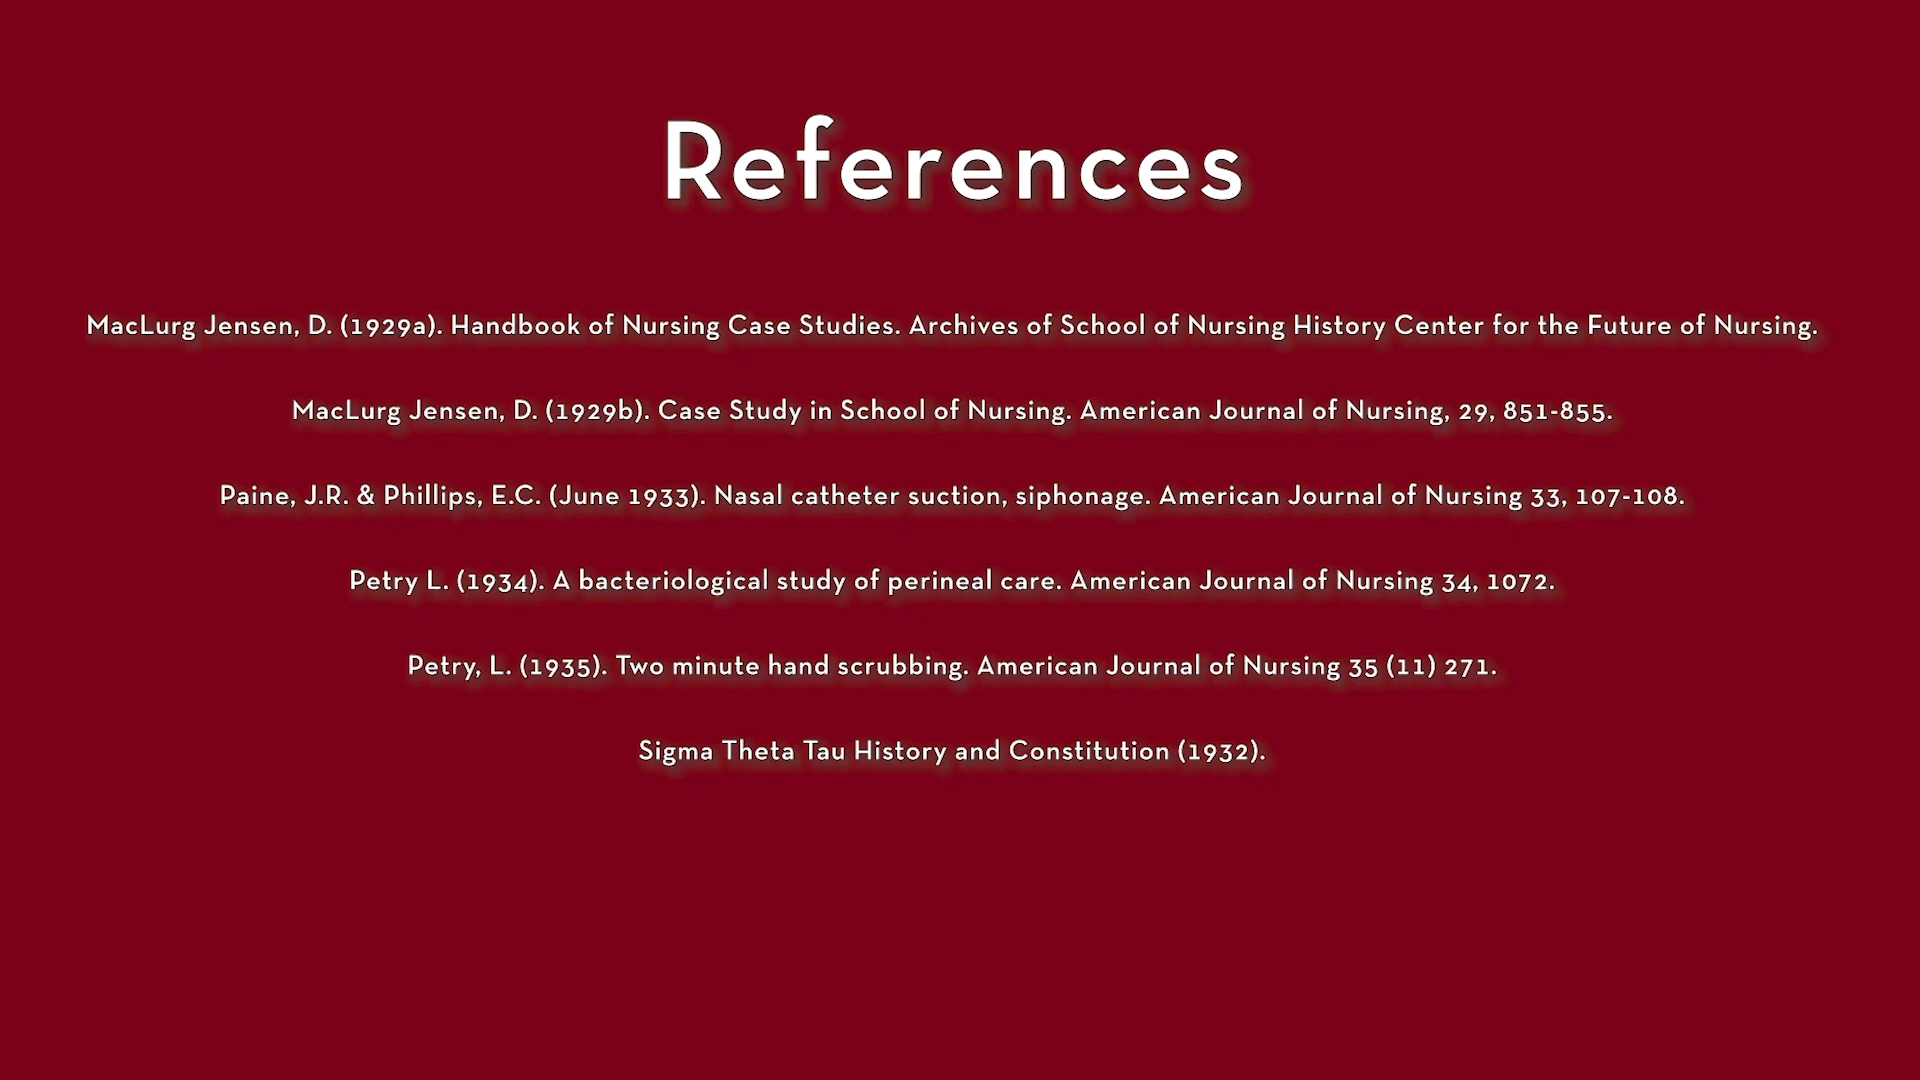 References
MacLurg Jensen, D. (1929a). Handbook of Nursing Case Studies. Archives of School of Nursing History Center for the Future of Nursing.
MacLurg Jensen, D. (1929b). Case Study in School of Nursing. American Journal of Nursing, 29, 851-855.
Paine, J.R. & Phillips, E.C. (June 1933). Nasal catheter suction, siphonage. American Journal of Nursing 33, 107-108.
Petry L. (1934). A bacteriological study of perineal care. American Journal of Nursing 34, 1072.
Petry, L. (1935). Two minute hand scrubbing. American Journal of Nursing 35 (11) 271.
Sigma Theta Tau History and Constitution (1932).